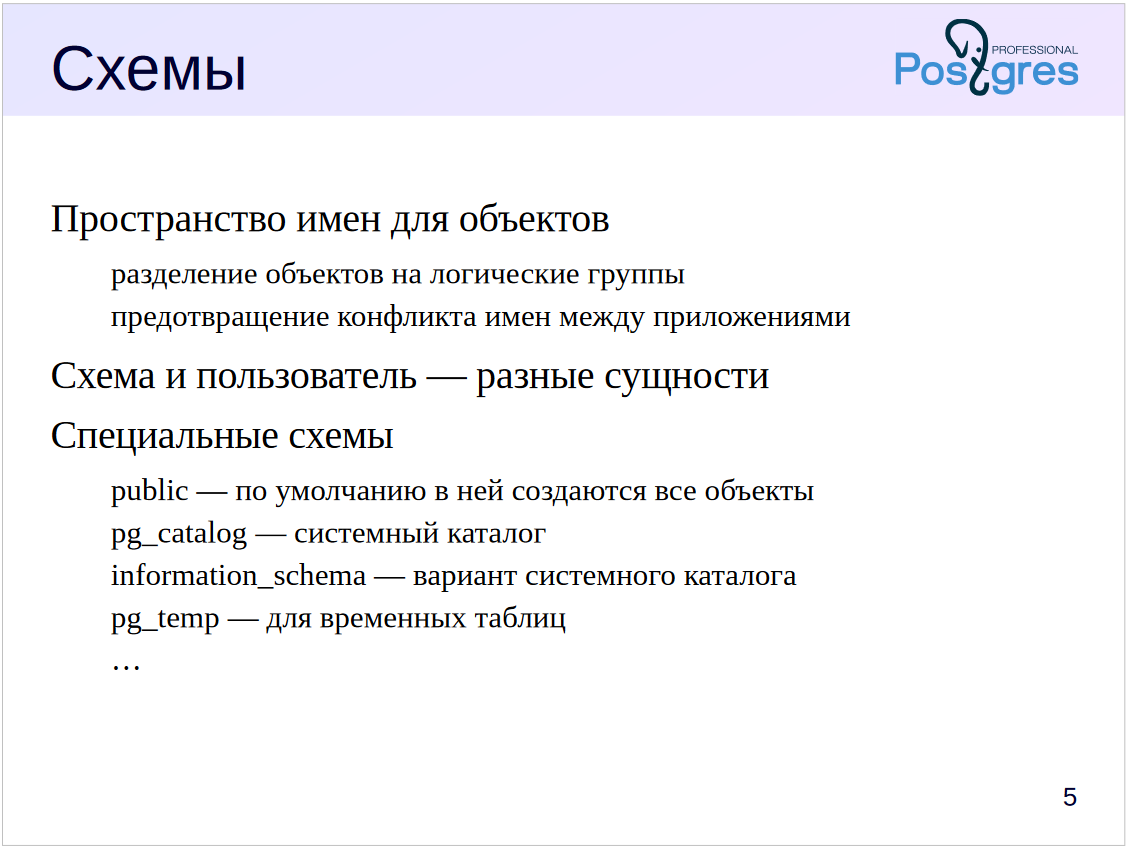 Схемы
PROFESSIONAL
Postgres
Пространство имен для объектов
разделение объектов на логические группы
предотвращение конфликта имен между приложениями
Схема и пользователь — разные сущности
Специальные схемы
public — по умолчанию в ней создаются все объекты
pg_catalog — системный каталог
information_schema — вариант системного каталога
pg_temp — для временных таблиц
…
5